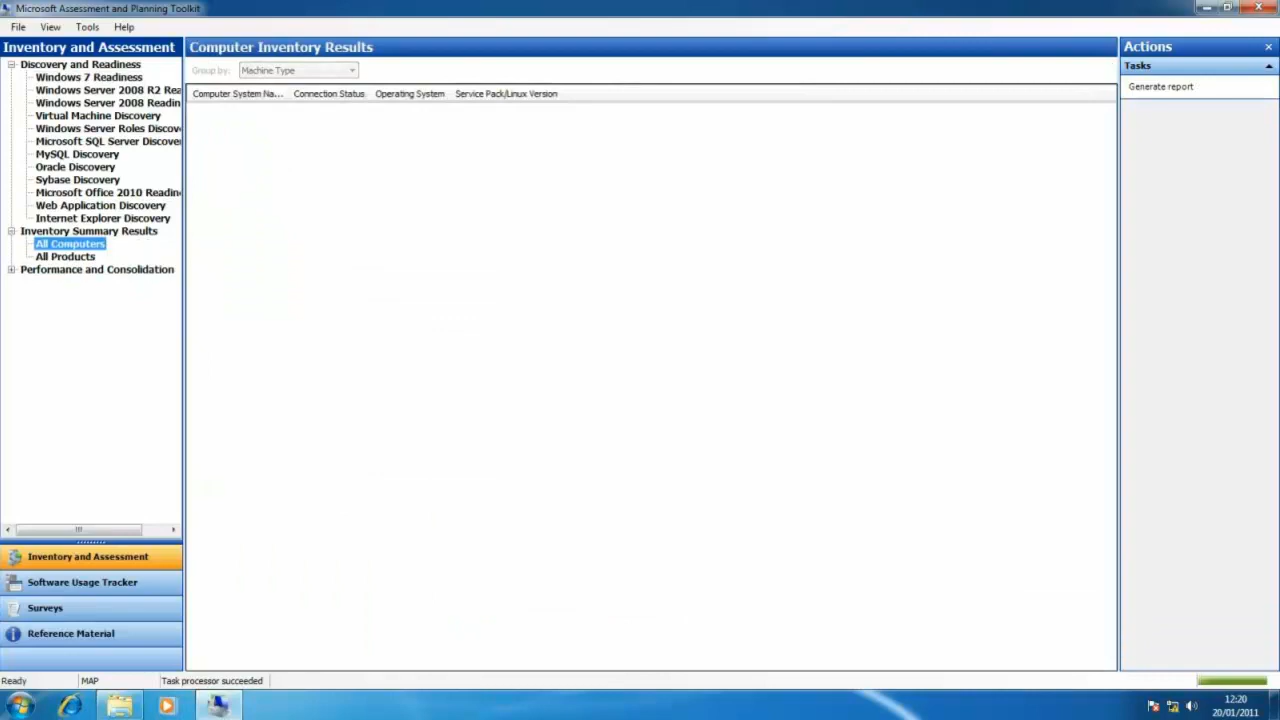 Microsoft Assessment and Planning Toolkit
File View Tools Help
Inventory and Assessment
Discovery and Readiness
Windows 7 Readiness
Windows Server 2008 R2 Rea
Windows Server 2008 Readin
Virtual Machine Discovery
Windows Server Roles Discov
Microsoft SQL Server Discove
MySQL Discovery
Oracle Discovery
Sybase Discovery
Microsoft Office 2010 Readin
Web Application Discovery
Internet Explorer Discovery
Inventory Summary Results
All Computers
All Products
Performance and Consolidation
Inventory and Assessment
Software Usage Tracker
Surveys
Reference Material
Computer Inventory Results
Group by: Machine Type
Computer System Na... Connection Status Operating System Service Pack/Linux Version
Actions
Tasks
Generate report
Ready MAP Task processor succeeded
12:20
20/01/2011